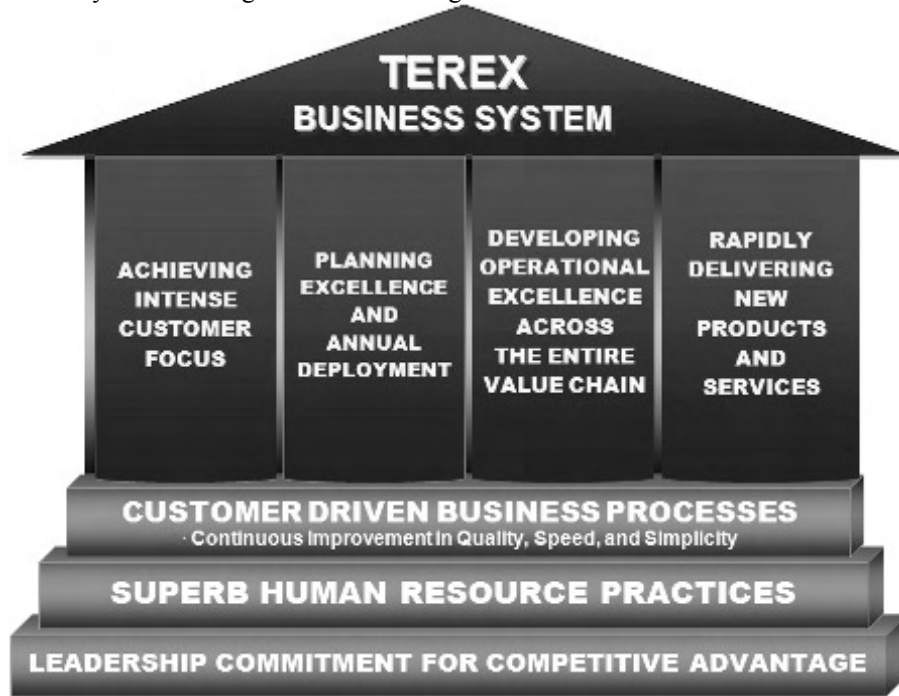 TEREX
BUSINESS SYSTEM
ACHIEVING
INTENSE
CUSTOMER
FOCUS
PLANNING
EXCELLENCE
AND
ANNUAL
DEPLOYMENT
DEVELOPING
OPERATIONAL
EXCELLENCE
ACROSS
THE ENTIRE
VALUE CHAIN
RAPIDLY
DELIVERING
NEW
PRODUCTS
AND
SERVICES
CUSTOMER DRIVEN BUSINESS PROCESSES
· Continuous Improvement in Quality, Speed, and Simplicity
SUPERB HUMAN RESOURCE PRACTICES
LEADERSHIP COMMITMENT FOR COMPETITIVE ADVANTAGE